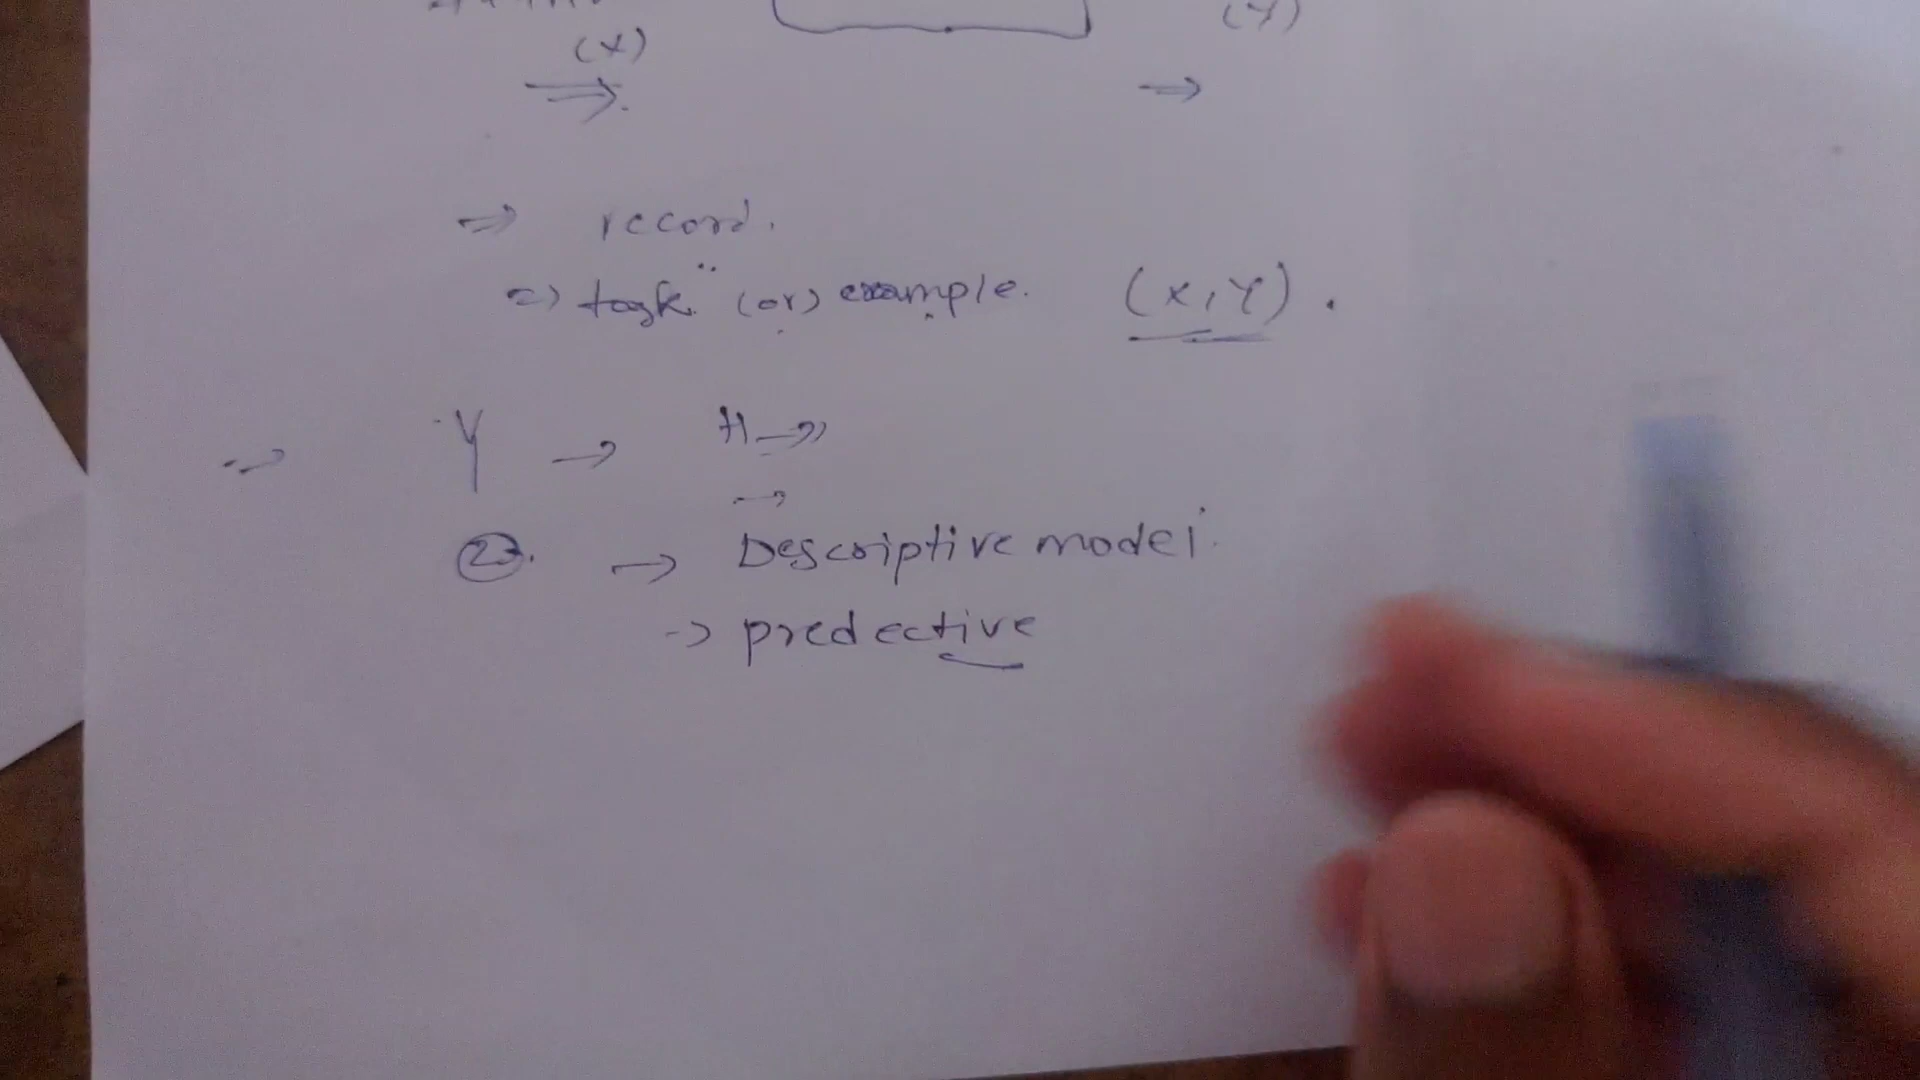 (X) (Y)
⇒ →
⇒ record.
⇒ task (or) example. (X,Y).
→ Y → H →
→
②. → Descriptive model.
→ predective